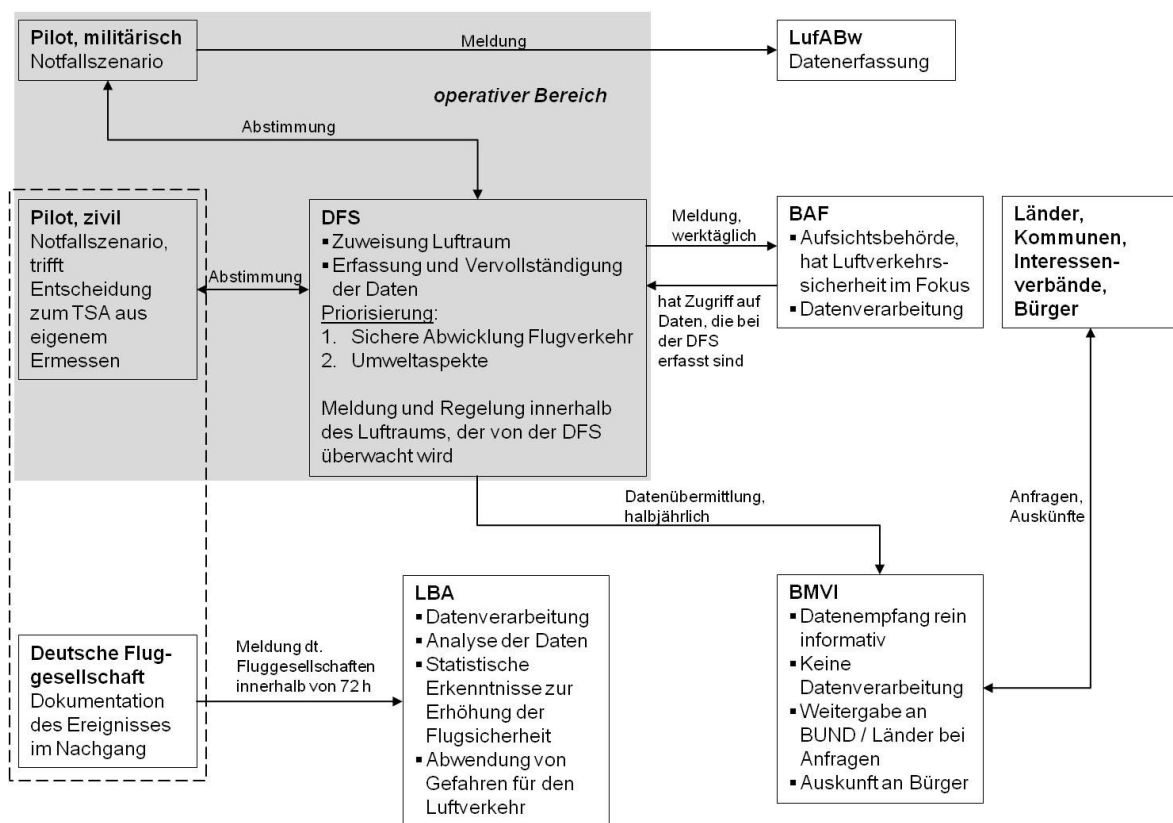 Pilot, militärisch
Notfallszenario
Meldung
LufABw
Datenerfassung
operativer Bereich
Abstimmung
Pilot, zivil
Notfallszenario,
trifft
Entscheidung
zum TSA aus
eigenem
Ermessen
Abstimmung
DFS
▪ Zuweisung Luftraum
▪ Erfassung und Vervollständigung
der Daten
Priorisierung:
1. Sichere Abwicklung Flugverkehr
2. Umweltaspekte
Meldung und Regelung innerhalb
des Luftraums, der von der DFS
überwacht wird
Meldung,
werktäglich
hat Zugriff auf
Daten, die bei
der DFS
erfasst sind
BAF
▪ Aufsichtsbehörde,
hat Luftverkehrs-
sicherheit im Fokus
▪ Datenverarbeitung
Länder,
Kommunen,
Interessen-
verbände,
Bürger
Datenübermittlung,
halbjährlich
Anfragen,
Auskünfte
Deutsche Flug-
gesellschaft
Dokumentation
des Ereignisses
im Nachgang
Meldung dt.
Fluggesellschaften
innerhalb von 72 h
LBA
▪ Datenverarbeitung
▪ Analyse der Daten
▪ Statistische
Erkenntnisse zur
Erhöhung der
Flugsicherheit
▪ Abwendung von
Gefahren für den
Luftverkehr
BMVI
▪ Datenempfang rein
informativ
▪ Keine
Datenverarbeitung
▪ Weitergabe an
BUND / Länder bei
Anfragen
▪ Auskunft an Bürger